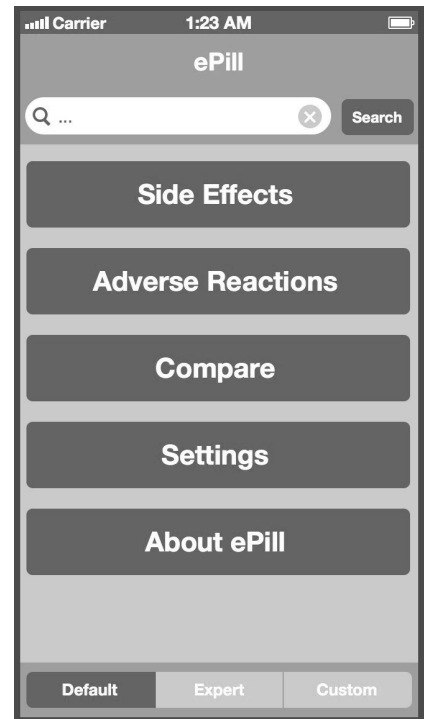 Carrier 1:23 AM
ePill
... Search
Side Effects
Adverse Reactions
Compare
Settings
About ePill
Default Expert Custom